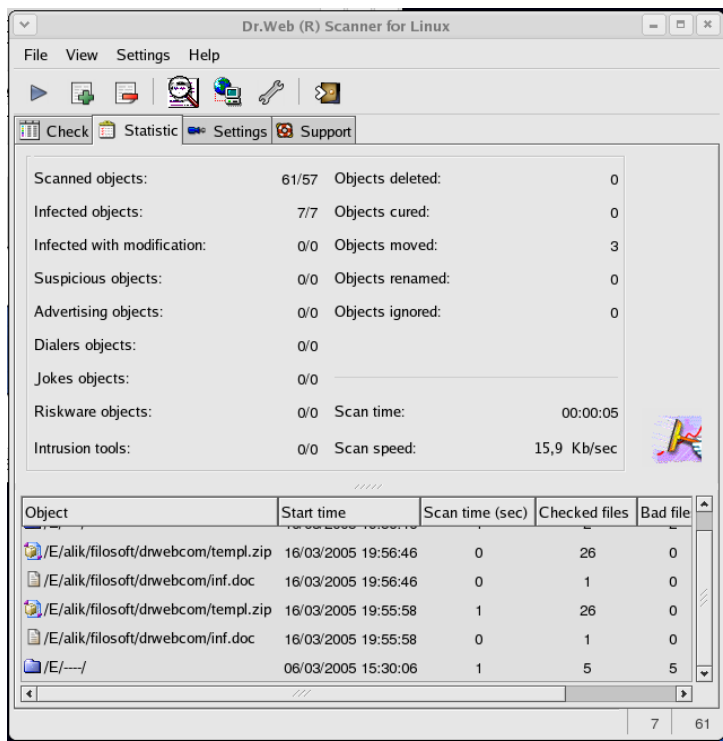 Dr.Web (R) Scanner for Linux
File View Settings Help
Check Statistic Settings Support
Scanned objects: 61/57 Objects deleted: 0
Infected objects: 7/7 Objects cured: 0
Infected with modification: 0/0 Objects moved: 3
Suspicious objects: 0/0 Objects renamed: 0
Advertising objects: 0/0 Objects ignored: 0
Dialers objects: 0/0
Jokes objects: 0/0
Riskware objects: 0/0 Scan time: 00:00:05
Intrusion tools: 0/0 Scan speed: 15,9 Kb/sec
Object Start time Scan time (sec) Checked files Bad file
/E/alik/filosoft/drwebcom/templ.zip 16/03/2005 19:56:46 0 26 0
/E/alik/filosoft/drwebcom/inf.doc 16/03/2005 19:56:46 0 1 0
/E/alik/filosoft/drwebcom/templ.zip 16/03/2005 19:55:58 1 26 0
/E/alik/filosoft/drwebcom/inf.doc 16/03/2005 19:55:58 0 1 0
/E/----/ 06/03/2005 15:30:06 1 5 5
7 61